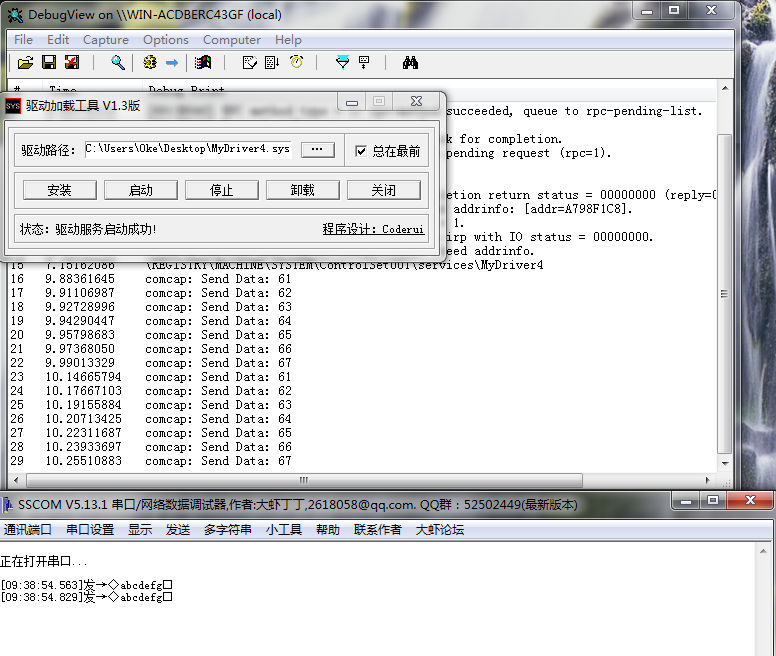 DebugView on \\WIN-ACDBERC43GF (local)
File Edit Capture Options Computer Help
# Time Debug Print
驱动加载工具 V1.3版
succeeded, queue to rpc-pending-list.
驱动路径: C:\Users\Oke\Desktop\MyDriver4.sys ... 总在最前
k for completion.
pending request (rpc=1).
安装 启动 停止 卸载 关闭
etion return status = 00000000 (reply=0
addrinfo: [addr=A798F1C8].
状态: 驱动服务启动成功! 程序设计: Coderui
1.
irp with IO status = 00000000.
eed addrinfo.
15 7.15162086 \REGISTRY\MACHINE\SYSTEM\ControlSet001\services\MyDriver4
16 9.88361645 comcap: Send Data: 61
17 9.91106987 comcap: Send Data: 62
18 9.92728996 comcap: Send Data: 63
19 9.94290447 comcap: Send Data: 64
20 9.95798683 comcap: Send Data: 65
21 9.97368050 comcap: Send Data: 66
22 9.99013329 comcap: Send Data: 67
23 10.14665794 comcap: Send Data: 61
24 10.17667103 comcap: Send Data: 62
25 10.19155884 comcap: Send Data: 63
26 10.20713425 comcap: Send Data: 64
27 10.22311687 comcap: Send Data: 65
28 10.23933697 comcap: Send Data: 66
29 10.25510883 comcap: Send Data: 67
SSCOM V5.13.1 串口/网络数据调试器,作者:大虾丁丁,2618058@qq.com. QQ群：52502449(最新版本)
通讯端口 串口设置 显示 发送 多字符串 小工具 帮助 联系作者 大虾论坛
正在打开串口...
[09:38:54.563]发→◇abcdefg□
[09:38:54.829]发→◇abcdefg□